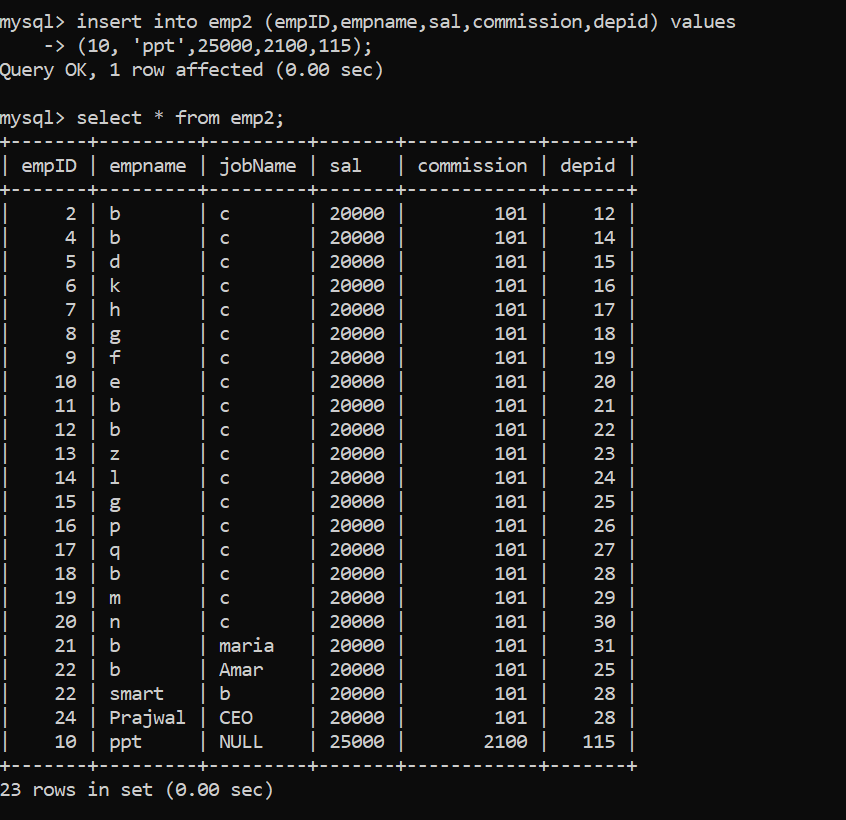 mysql> insert into emp2 (empID,empname,sal,commission,depid) values
    -> (10, 'ppt',25000,2100,115);
Query OK, 1 row affected (0.00 sec)

mysql> select * from emp2;
+-------+---------+---------+-------+------------+-------+
| empID | empname | jobName | sal   | commission | depid |
+-------+---------+---------+-------+------------+-------+
|     2 | b       | c       | 20000 |        101 |    12 |
|     4 | b       | c       | 20000 |        101 |    14 |
|     5 | d       | c       | 20000 |        101 |    15 |
|     6 | k       | c       | 20000 |        101 |    16 |
|     7 | h       | c       | 20000 |        101 |    17 |
|     8 | g       | c       | 20000 |        101 |    18 |
|     9 | f       | c       | 20000 |        101 |    19 |
|    10 | e       | c       | 20000 |        101 |    20 |
|    11 | b       | c       | 20000 |        101 |    21 |
|    12 | b       | c       | 20000 |        101 |    22 |
|    13 | z       | c       | 20000 |        101 |    23 |
|    14 | l       | c       | 20000 |        101 |    24 |
|    15 | g       | c       | 20000 |        101 |    25 |
|    16 | p       | c       | 20000 |        101 |    26 |
|    17 | q       | c       | 20000 |        101 |    27 |
|    18 | b       | c       | 20000 |        101 |    28 |
|    19 | m       | c       | 20000 |        101 |    29 |
|    20 | n       | c       | 20000 |        101 |    30 |
|    21 | b       | maria   | 20000 |        101 |    31 |
|    22 | b       | Amar    | 20000 |        101 |    25 |
|    22 | smart   | b       | 20000 |        101 |    28 |
|    24 | Prajwal | CEO     | 20000 |        101 |    28 |
|    10 | ppt     | NULL    | 25000 |       2100 |   115 |
+-------+---------+---------+-------+------------+-------+
23 rows in set (0.00 sec)